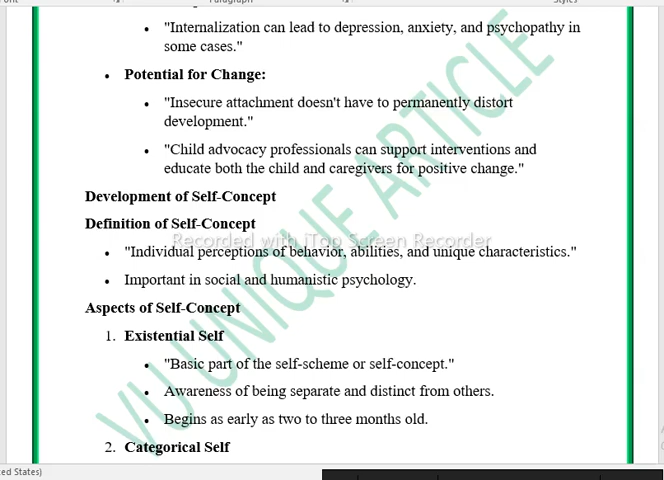 Paragraph
Styles
• "Internalization can lead to depression, anxiety, and psychopathy in
some cases."
• Potential for Change:
• "Insecure attachment doesn't have to permanently distort
development."
• "Child advocacy professionals can support interventions and
educate both the child and caregivers for positive change."
Development of Self-Concept
Definition of Self-Concept
Recorded with iTop Screen Recorder
• "Individual perceptions of behavior, abilities, and unique characteristics."
• Important in social and humanistic psychology.
Aspects of Self-Concept
1. Existential Self
• "Basic part of the self-scheme or self-concept."
• Awareness of being separate and distinct from others.
• Begins as early as two to three months old.
2. Categorical Self
VU UNIQUE ARTICLE
States)